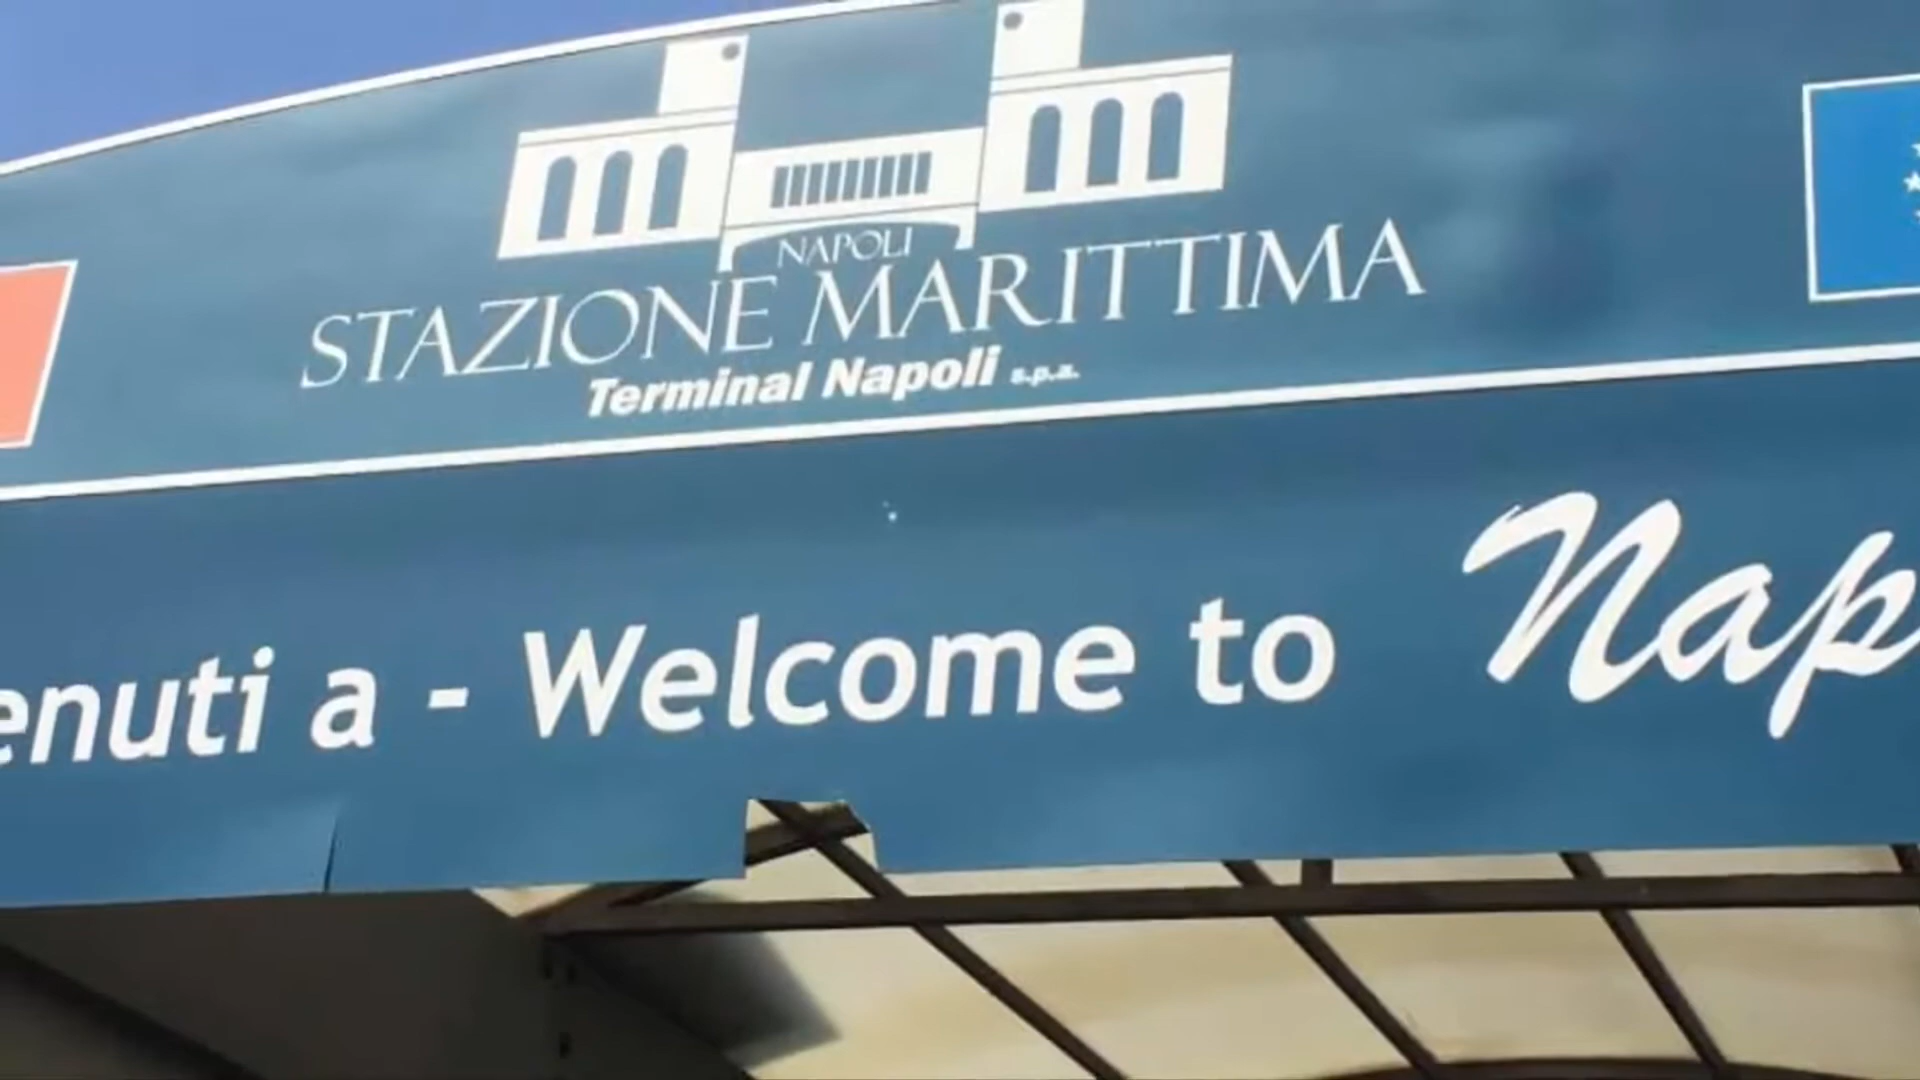 NAPOLI
STAZIONE MARITTIMA
Terminal Napoli s.p.a.
enuti a - Welcome to Nap